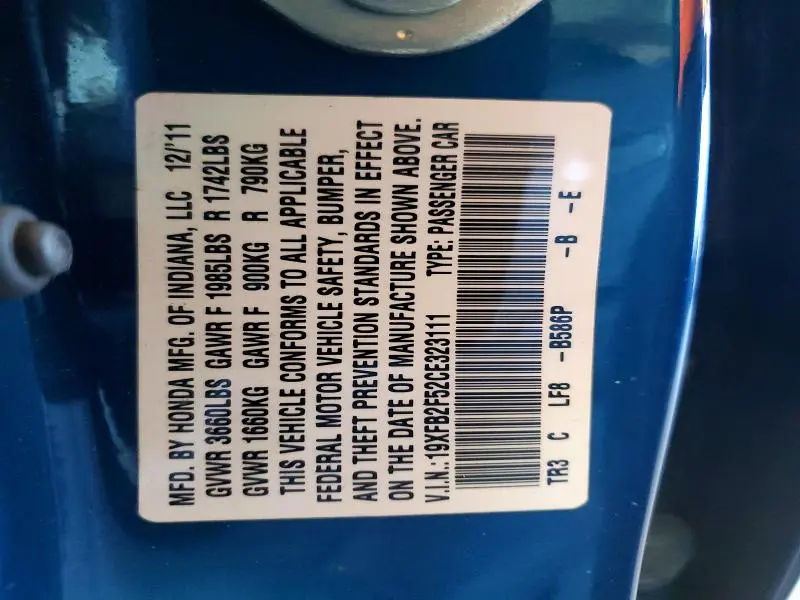 MFD. BY HONDA MFG. OF INDIANA, LLC 12/'11
GVWR 3660LBS GAWR F 1985LBS R 1742LBS
GVWR 1660KG GAWR F 900KG R 790KG
THIS VEHICLE CONFORMS TO ALL APPLICABLE
FEDERAL MOTOR VEHICLE SAFETY, BUMPER,
AND THEFT PREVENTION STANDARDS IN EFFECT
ON THE DATE OF MANUFACTURE SHOWN ABOVE.
V.I.N.: 19XFB2F52CE323111 TYPE: PASSENGER CAR
TR3 C LF8 -B586P -B -E